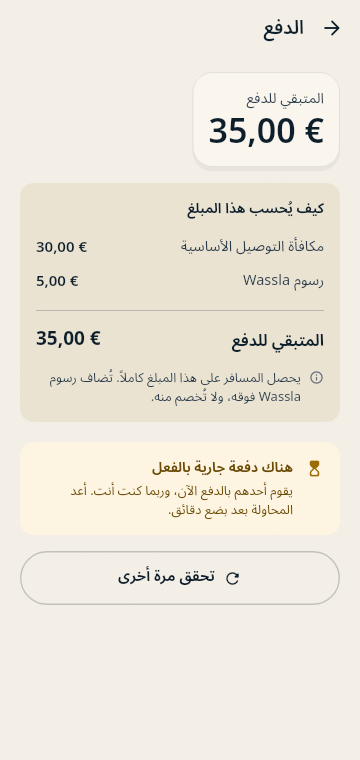 الدفع
المتبقي للدفع
35,00 €
كيف يُحسب هذا المبلغ
مكافأة التوصيل الأساسية 30,00 €
رسوم Wassla 5,00 €
المتبقي للدفع 35,00 €
يحصل المسافر على هذا المبلغ كاملاً. تُضاف رسوم
Wassla فوقه، ولا تُخصم منه.
هناك دفعة جارية بالفعل
يقوم أحدهم بالدفع الآن، وربما كنت أنت. أعد
المحاولة بعد بضع دقائق.
تحقق مرة أخرى